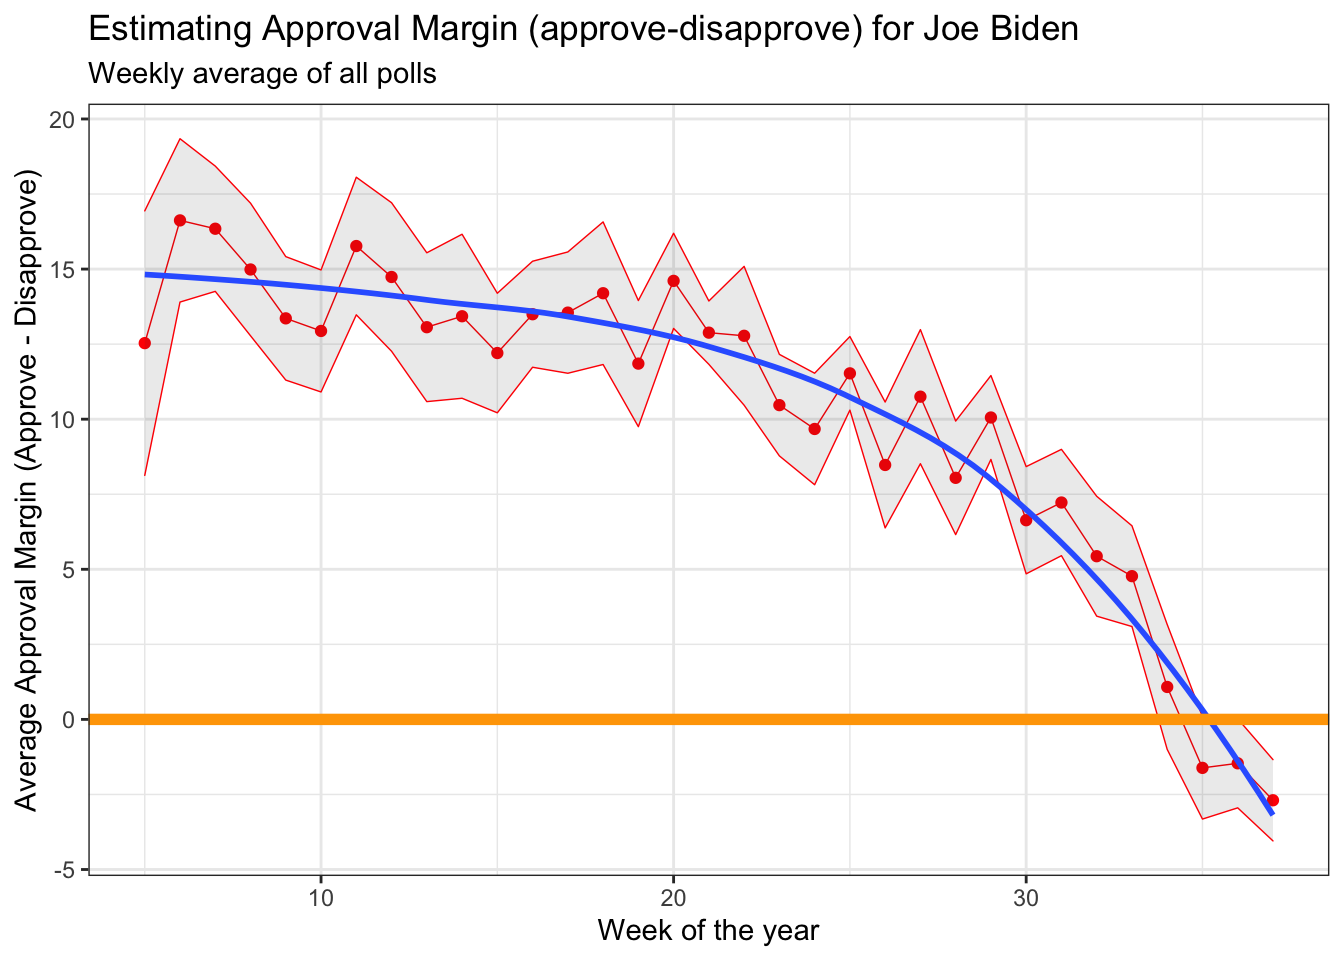 Estimating Approval Margin (approve-disapprove) for Joe Biden
Weekly average of all polls
Average Approval Margin (Approve - Disapprove)
20
15
10
5
0
-5
10
20
30
Week of the year